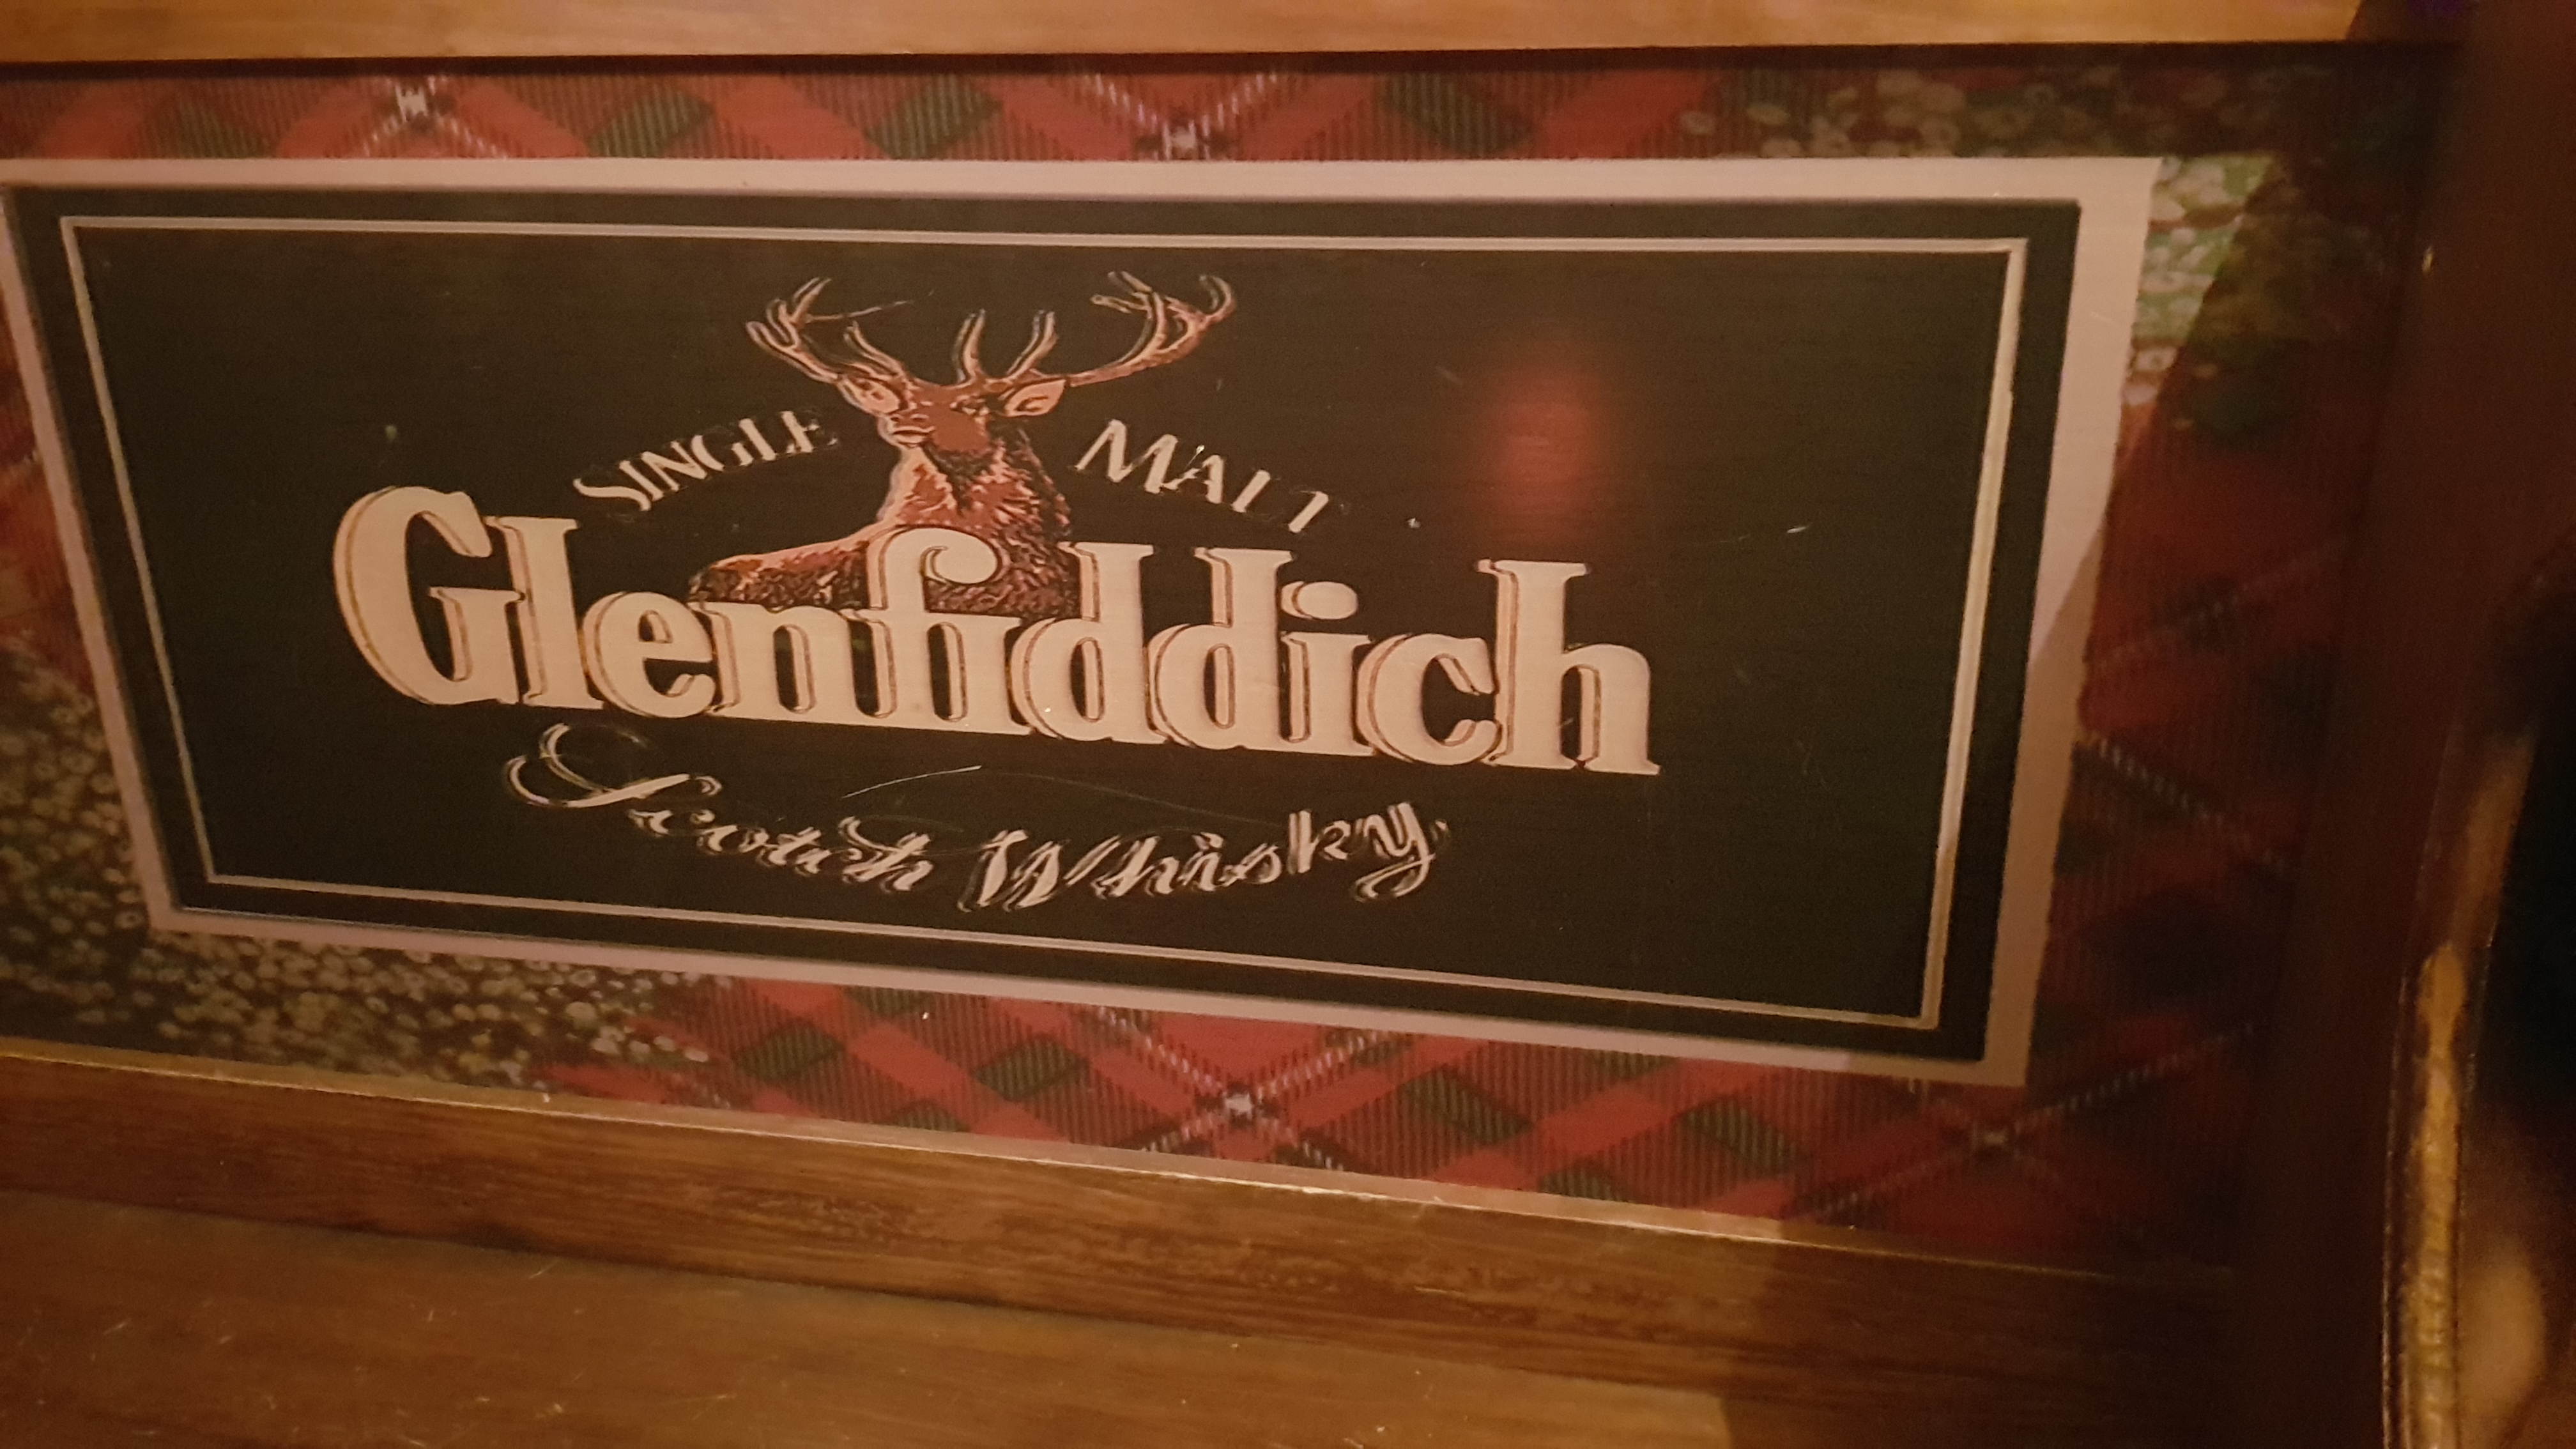 SINGLE MALT
Glenfiddich
Scotch Whisky